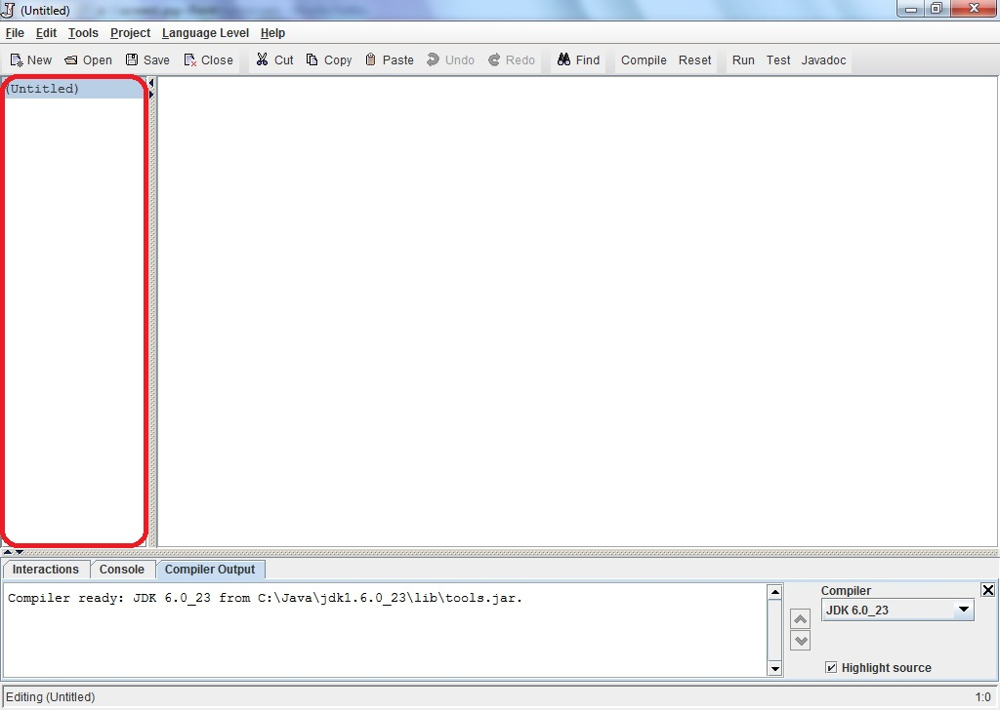 (Untitled)
File Edit Tools Project Language Level Help
New Open Save Close Cut Copy Paste Undo Redo Find Compile Reset Run Test Javadoc
(Untitled)
Interactions Console Compiler Output
Compiler ready: JDK 6.0_23 from C:\Java\jdk1.6.0_23\lib\tools.jar.
Compiler
JDK 6.0_23
Highlight source
Editing (Untitled) 1:0